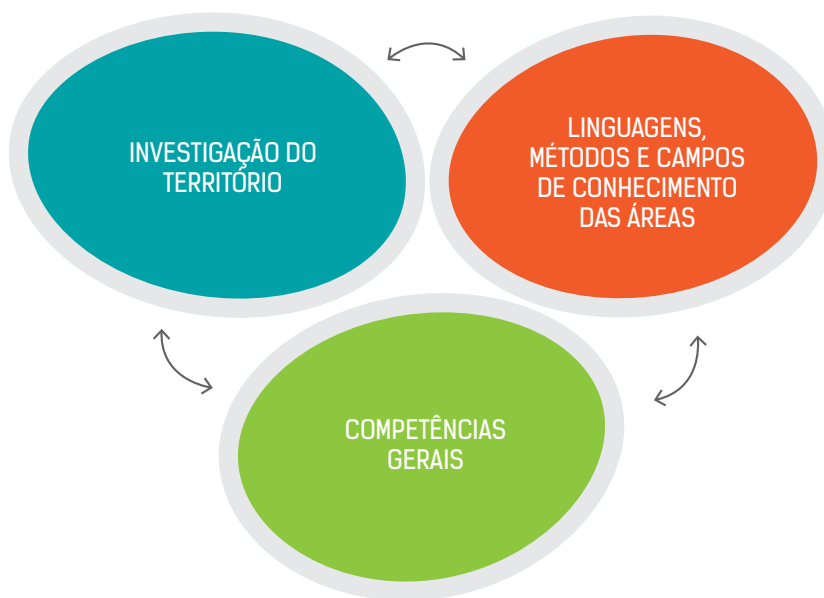 INVESTIGAÇÃO DO
TERRITÓRIO
LINGUAGENS,
MÉTODOS E CAMPOS
DE CONHECIMENTO
DAS ÁREAS
COMPETÊNCIAS
GERAIS